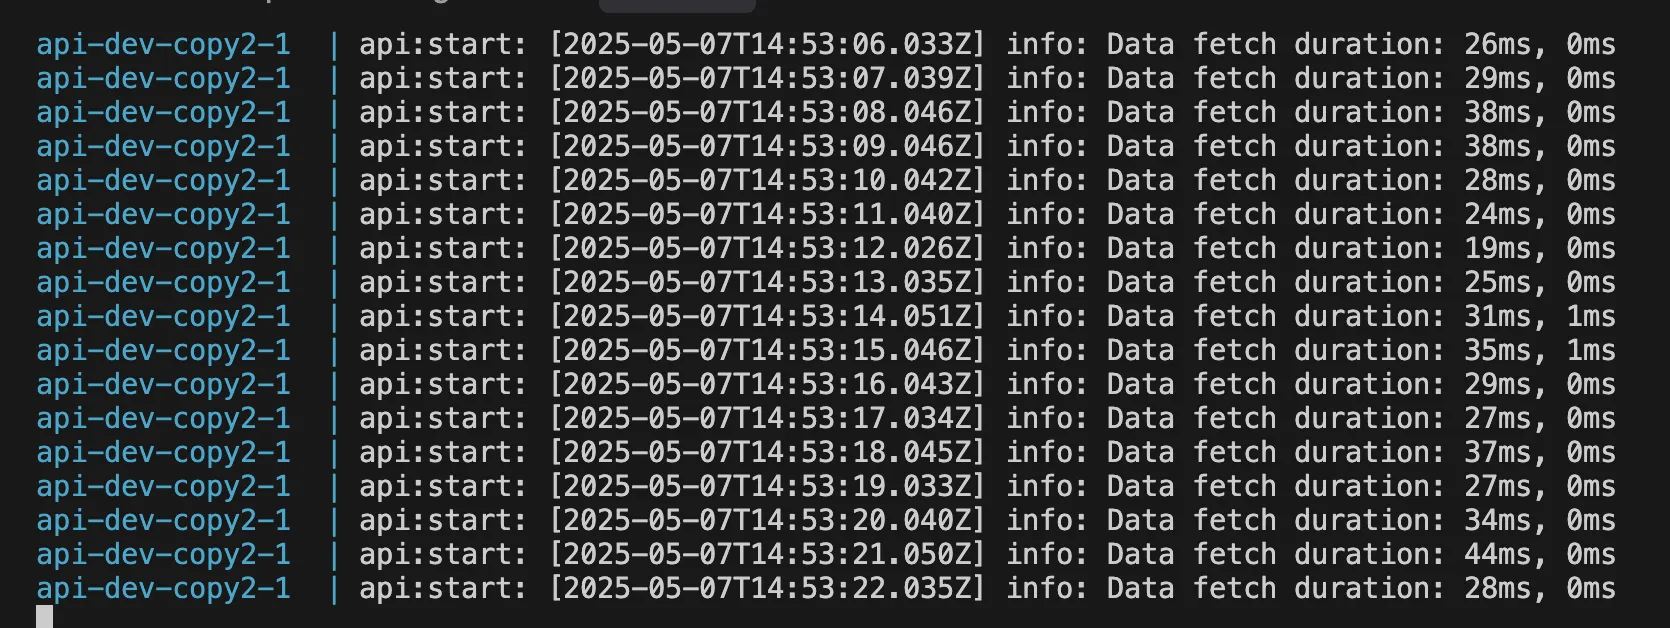 api-dev-copy2-1  | api:start: [2025-05-07T14:53:06.033Z] info: Data fetch duration: 26ms, 0ms
api-dev-copy2-1  | api:start: [2025-05-07T14:53:07.039Z] info: Data fetch duration: 29ms, 0ms
api-dev-copy2-1  | api:start: [2025-05-07T14:53:08.046Z] info: Data fetch duration: 38ms, 0ms
api-dev-copy2-1  | api:start: [2025-05-07T14:53:09.046Z] info: Data fetch duration: 38ms, 0ms
api-dev-copy2-1  | api:start: [2025-05-07T14:53:10.042Z] info: Data fetch duration: 28ms, 0ms
api-dev-copy2-1  | api:start: [2025-05-07T14:53:11.040Z] info: Data fetch duration: 24ms, 0ms
api-dev-copy2-1  | api:start: [2025-05-07T14:53:12.026Z] info: Data fetch duration: 19ms, 0ms
api-dev-copy2-1  | api:start: [2025-05-07T14:53:13.035Z] info: Data fetch duration: 25ms, 0ms
api-dev-copy2-1  | api:start: [2025-05-07T14:53:14.051Z] info: Data fetch duration: 31ms, 1ms
api-dev-copy2-1  | api:start: [2025-05-07T14:53:15.046Z] info: Data fetch duration: 35ms, 1ms
api-dev-copy2-1  | api:start: [2025-05-07T14:53:16.043Z] info: Data fetch duration: 29ms, 0ms
api-dev-copy2-1  | api:start: [2025-05-07T14:53:17.034Z] info: Data fetch duration: 27ms, 0ms
api-dev-copy2-1  | api:start: [2025-05-07T14:53:18.045Z] info: Data fetch duration: 37ms, 0ms
api-dev-copy2-1  | api:start: [2025-05-07T14:53:19.033Z] info: Data fetch duration: 27ms, 0ms
api-dev-copy2-1  | api:start: [2025-05-07T14:53:20.040Z] info: Data fetch duration: 34ms, 0ms
api-dev-copy2-1  | api:start: [2025-05-07T14:53:21.050Z] info: Data fetch duration: 44ms, 0ms
api-dev-copy2-1  | api:start: [2025-05-07T14:53:22.035Z] info: Data fetch duration: 28ms, 0ms